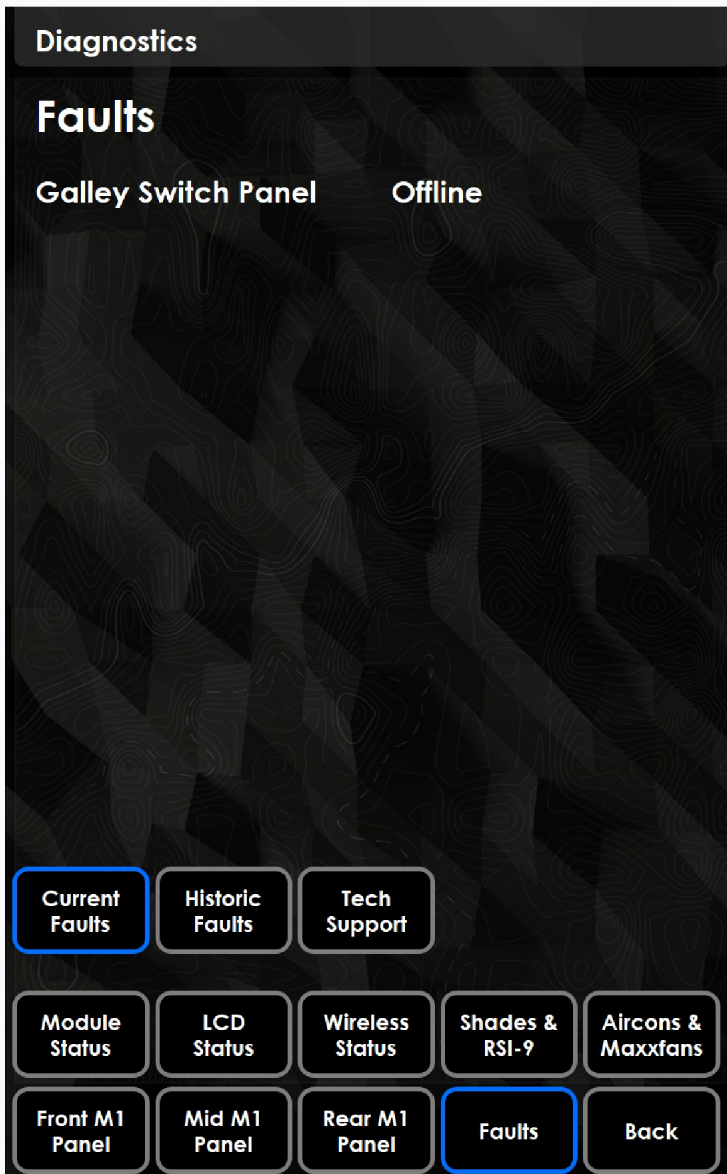 Diagnostics
Faults
Galley Switch Panel Offline
Current Faults
Historic Faults
Tech Support
Module Status
LCD Status
Wireless Status
Shades & RSI-9
Aircons & Maxxfans
Front M1 Panel
Mid M1 Panel
Rear M1 Panel
Faults
Back